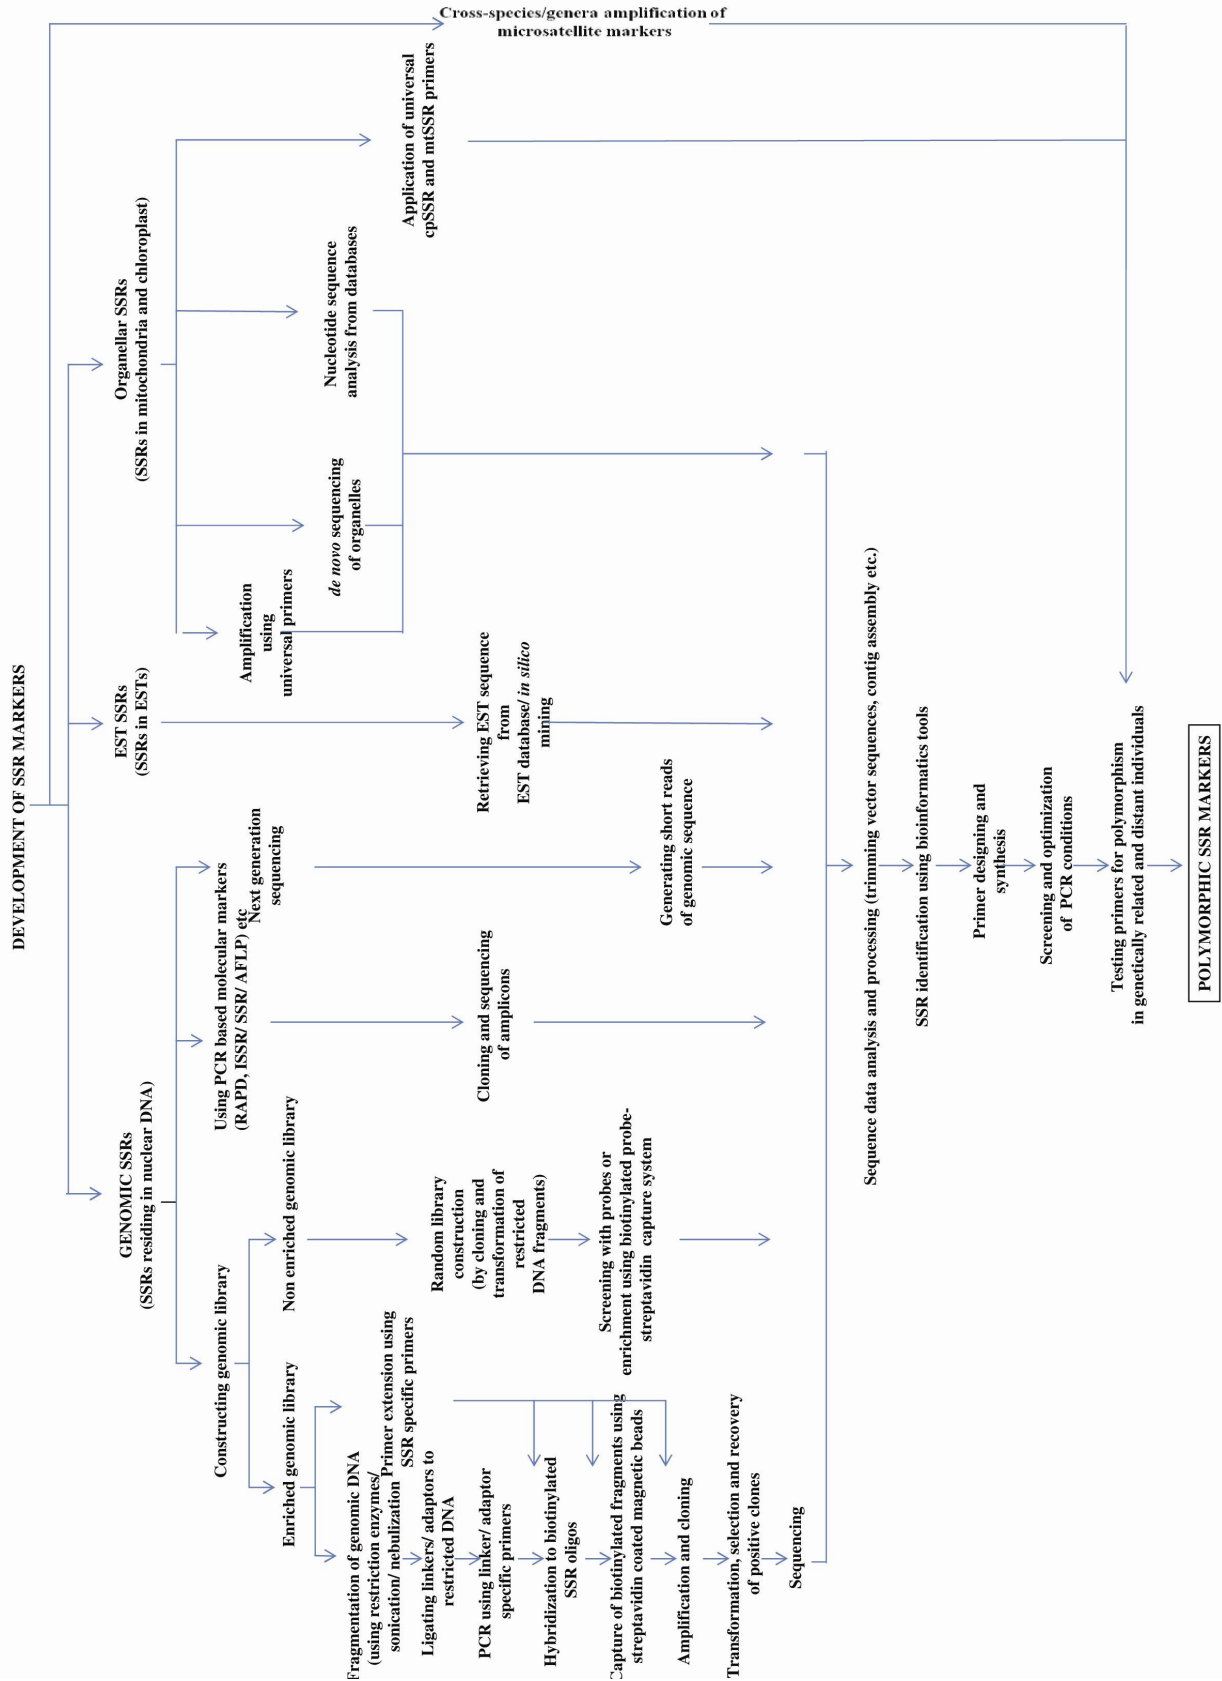 DEVELOPMENT OF SSR MARKERS
GENOMIC SSRs
(SSRs residing in nuclear DNA)
EST SSRs
(SSRs in ESTs)
Organellar SSRs
(SSRs in mitochondria and chloroplast)
Cross-species/genera amplification of
microsatellite markers
Constructing genomic library
Using PCR based molecular markers
(RAPD, ISSR/ SSR/ AFLP) etc
Next generation
sequencing
Amplification
using
universal primers
de novo sequencing
of organelles
Nucleotide sequence
analysis from databases
Application of universal
cpSSR and mtSSR primers
Enriched genomic library
Non enriched genomic library
Fragmentation of genomic DNA
(using restriction enzymes/
sonication/ nebulization
Primer extension using
SSR specific primers
Ligating linkers/ adaptors to
restricted DNA
PCR using linker/ adaptor
specific primers
Hybridization to biotinylated
SSR oligos
Capture of biotinylated fragments using
streptavidin coated magnetic beads
Amplification and cloning
Transformation, selection and recovery
of positive clones
Sequencing
Random library
construction
(by cloning and
transformation of
restricted
DNA fragments)
Screening with probes or
enrichment using biotinylated probe-
streptavidin capture system
Cloning and sequencing
of amplicons
Generating short reads
of genomic sequence
Retrieving EST sequence
from
EST database/ in silico
mining
Sequence data analysis and processing (trimming vector sequences, contig assembly etc.)
SSR identification using bioinformatics tools
Primer designing and
synthesis
Screening and optimization
of PCR conditions
Testing primers for polymorphism
in genetically related and distant individuals
POLYMORPHIC SSR MARKERS